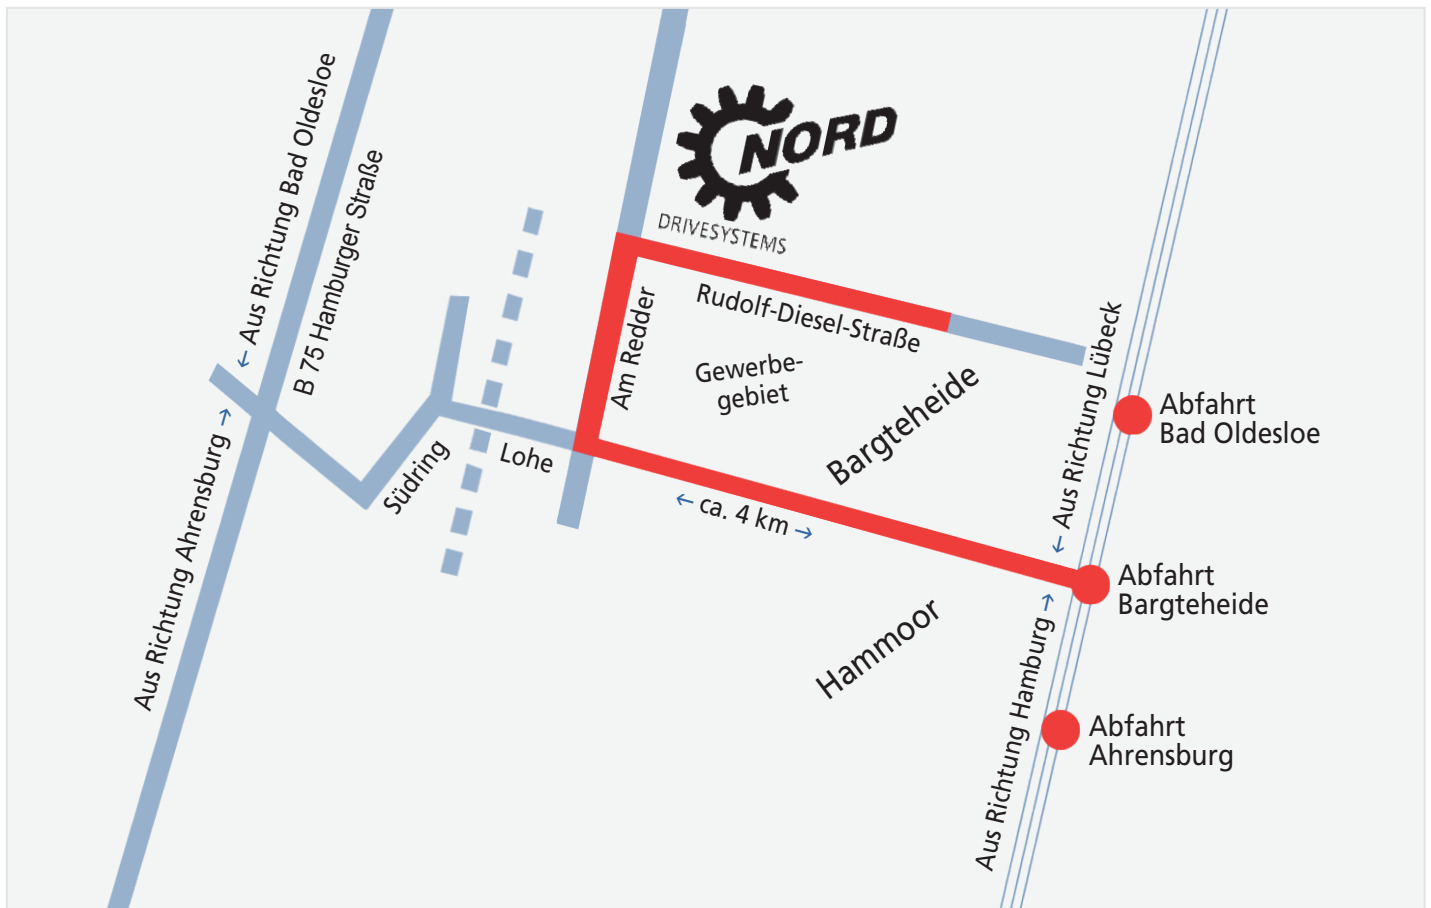 ← Aus Richtung Bad Oldesloe
B 75 Hamburger Straße
Aus Richtung Ahrensburg →
Südring
Lohe
NORD
DRIVESYSTEMS
Am Redder
Rudolf-Diesel-Straße
Gewerbe-
gebiet
Bargteheide
← ca. 4 km →
Hammoor
← Aus Richtung Lübeck
Aus Richtung Hamburg →
Abfahrt
Bad Oldesloe
Abfahrt
Bargteheide
Abfahrt
Ahrensburg